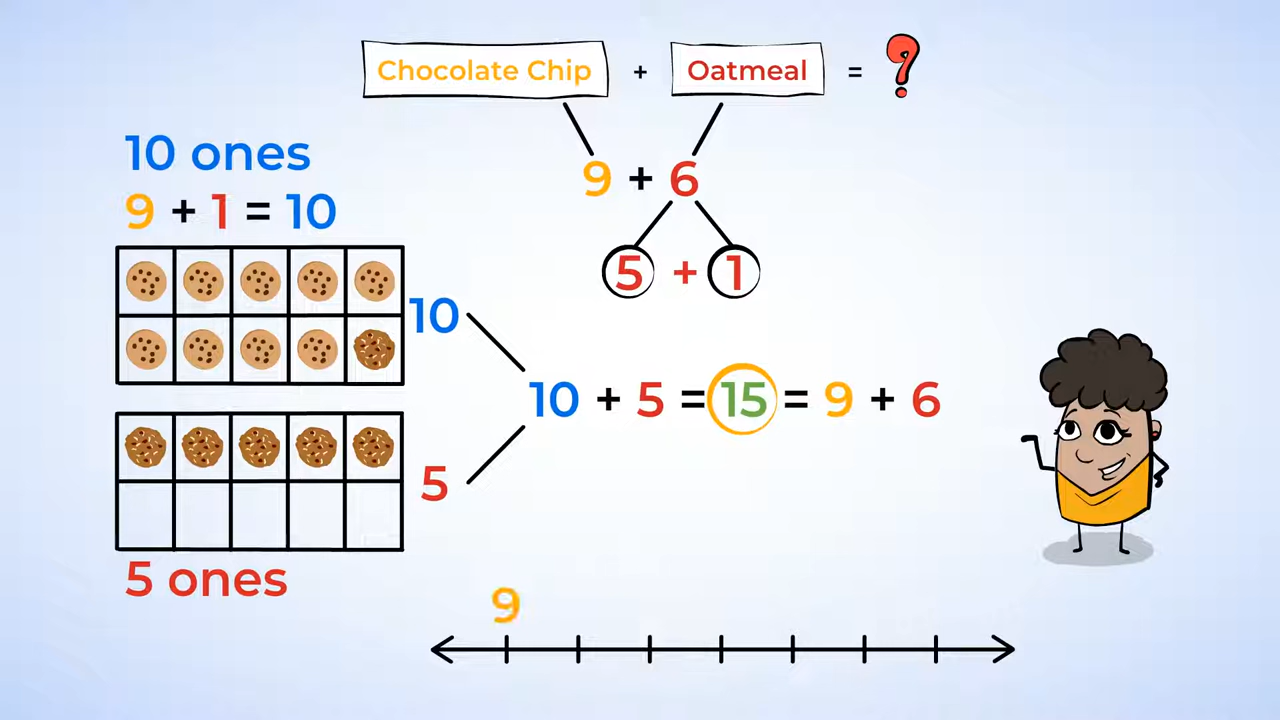 Chocolate Chip + Oatmeal = ?
10 ones
9 + 6
9 + 1 = 10
5 + 1
10
10 + 5 = 15 = 9 + 6
5
5 ones
9